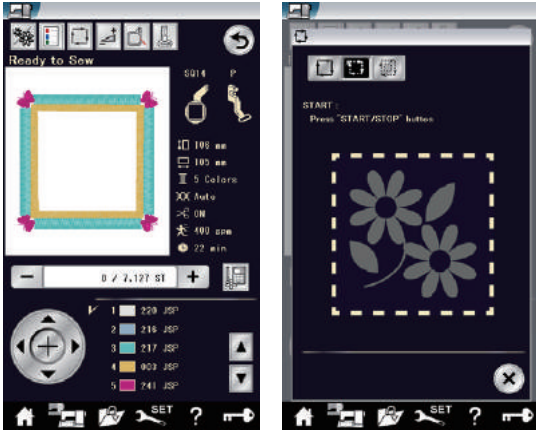 Ready to Sew
SQ14 P
106 mm
105 mm
5 Colors
Auto
ON
400 spm
22 min
0 / 7,127 ST
1 220 JSP
2 216 JSP
3 217 JSP
4 003 JSP
5 241 JSP
SET
?
START :
Press "START/STOP" button
SET
?